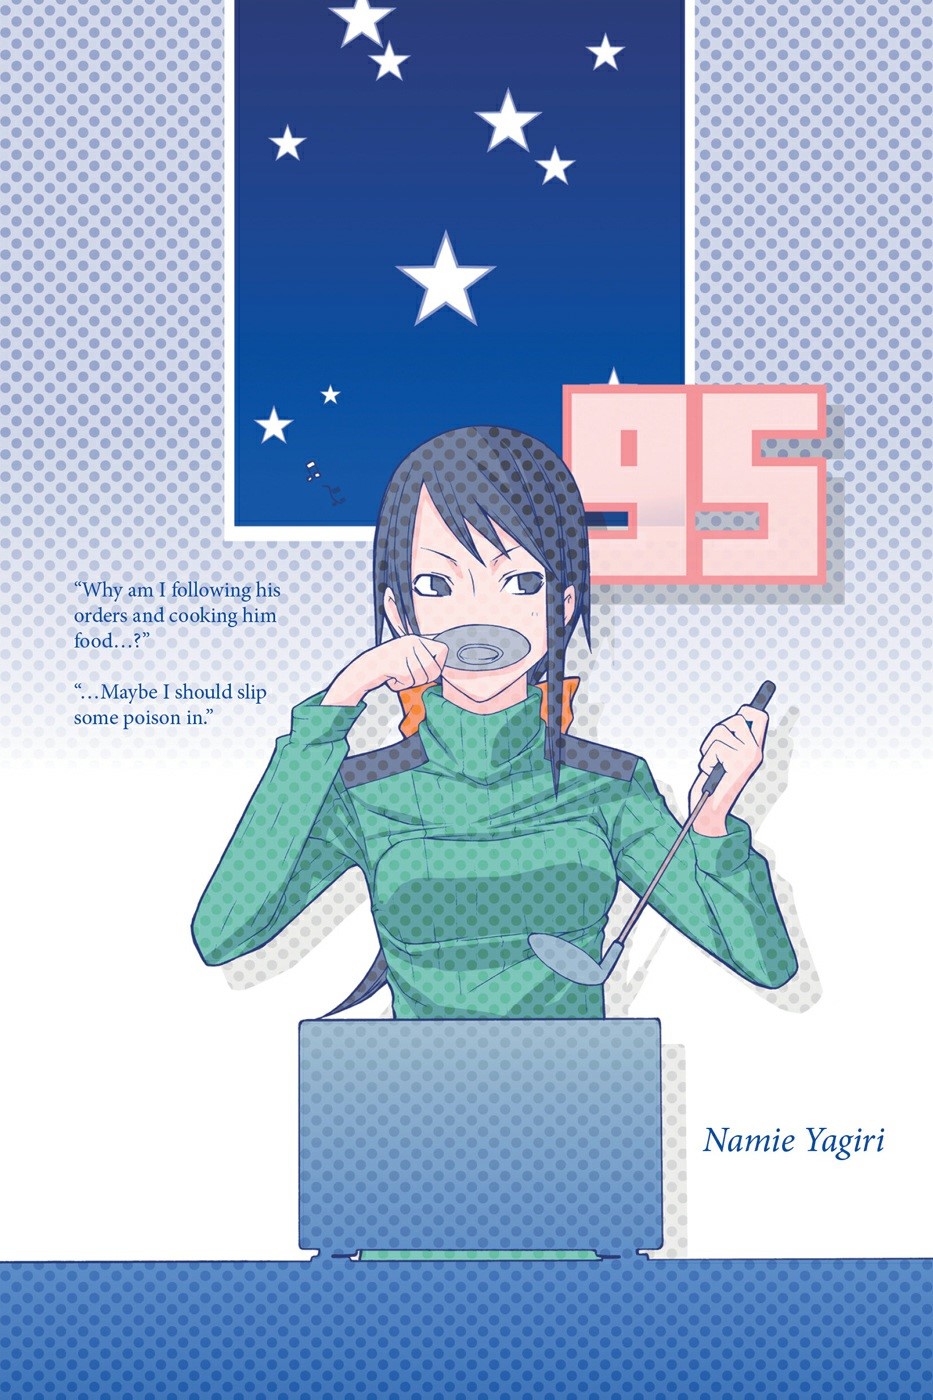 95
“Why am I following his
orders and cooking him
food…?”
“…Maybe I should slip
some poison in.”
Namie Yagiri